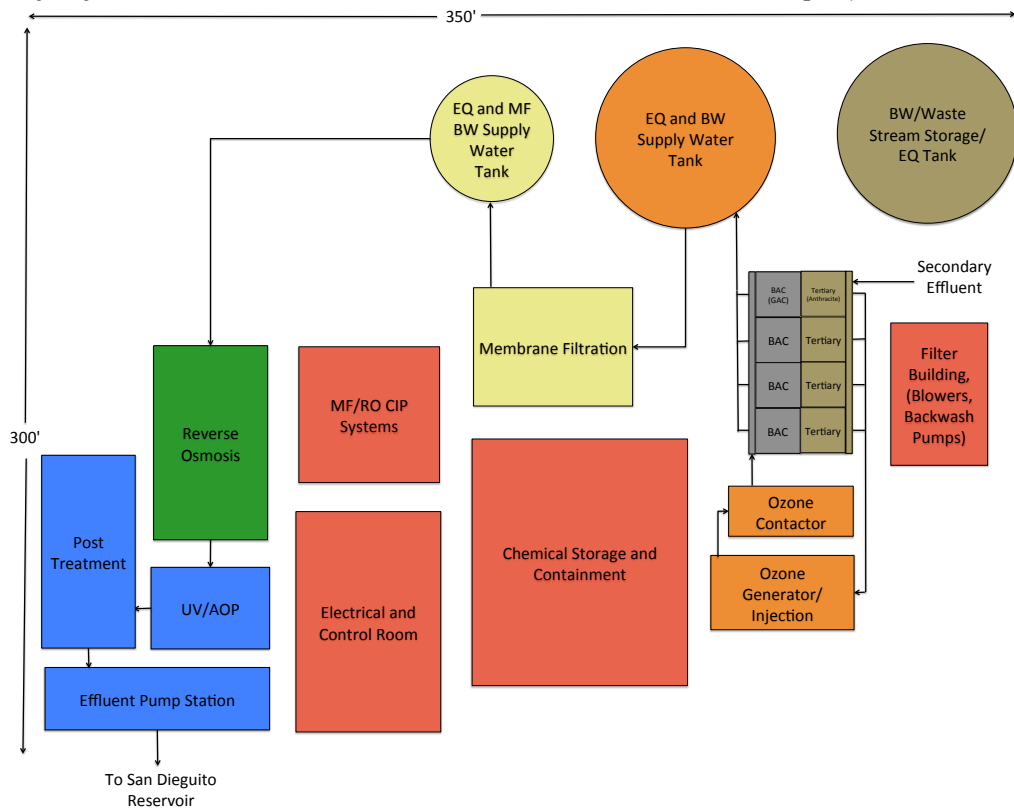 350'
EQ and MF
BW Supply
Water
Tank
EQ and BW
Supply Water
Tank
BW/Waste
Stream Storage/
EQ Tank
Secondary
Effluent
BAC
(GAC)
Tertiary
(Anthracite)
BAC
Tertiary
BAC
Tertiary
BAC
Tertiary
Membrane Filtration
Filter
Building,
(Blowers,
Backwash
Pumps)
MF/RO CIP
Systems
Reverse
Osmosis
300'
Ozone
Contactor
Post
Treatment
Chemical Storage and
Containment
Ozone
Generator/
Injection
UV/AOP
Electrical and
Control Room
Effluent Pump Station
To San Dieguito
Reservoir